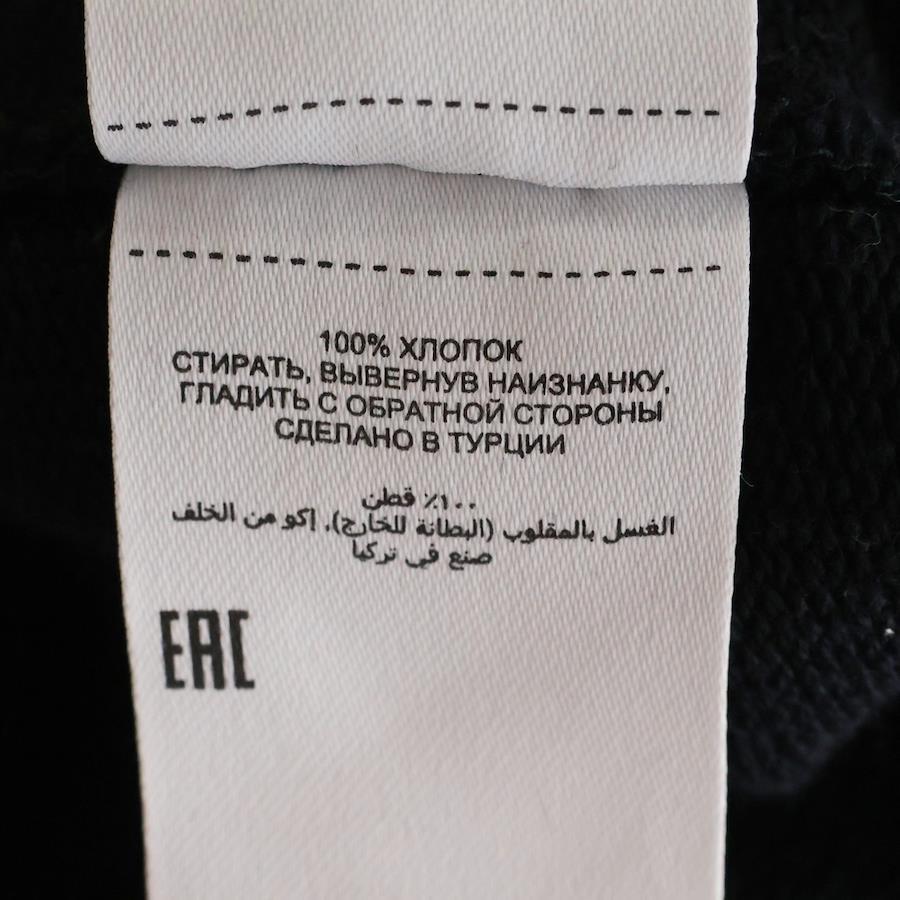 100% ХЛОПОК
СТИРАТЬ, ВЫВЕРНУВ НАИЗНАНКУ,
ГЛАДИТЬ С ОБРАТНОЙ СТОРОНЫ
СДЕЛАНО В ТУРЦИИ
١٠٠٪ قطن
الغسل بالمقلوب (البطانة للخارج). إكو من الخلف
صنع في تركيا
EAC